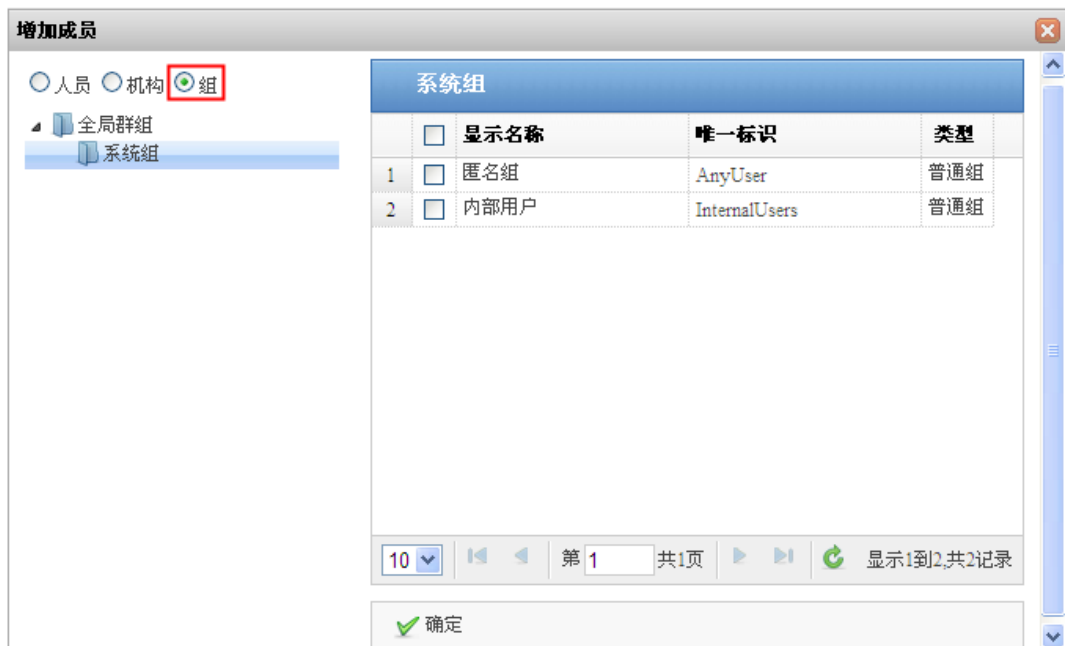 增加成员
人员 机构 组
全局群组
系统组
系统组
显示名称 唯一标识 类型
1 匿名组 AnyUser 普通组
2 内部用户 InternalUsers 普通组
10 第 1 共1页 显示1到2,共2记录
确定